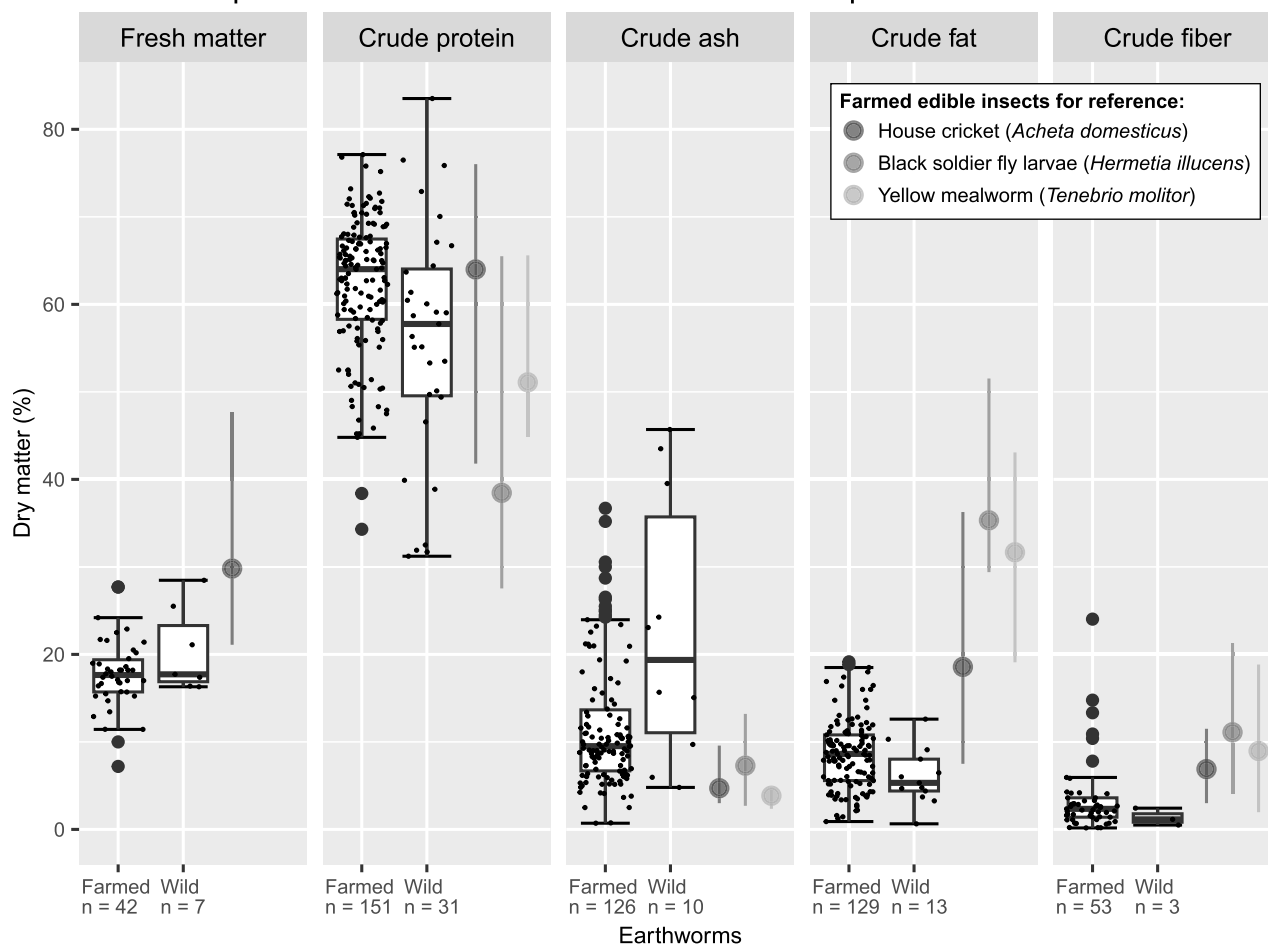 Fresh matter Crude protein Crude ash Crude fat Crude fiber
Farmed edible insects for reference:
House cricket (Acheta domesticus)
Black soldier fly larvae (Hermetia illucens)
Yellow mealworm (Tenebrio molitor)
80
60
40
20
0
Dry matter (%)
Farmed Wild Farmed Wild Farmed Wild Farmed Wild Farmed Wild
n = 42 n = 7 n = 151 n = 31 n = 126 n = 10 n = 129 n = 13 n = 53 n = 3
Earthworms